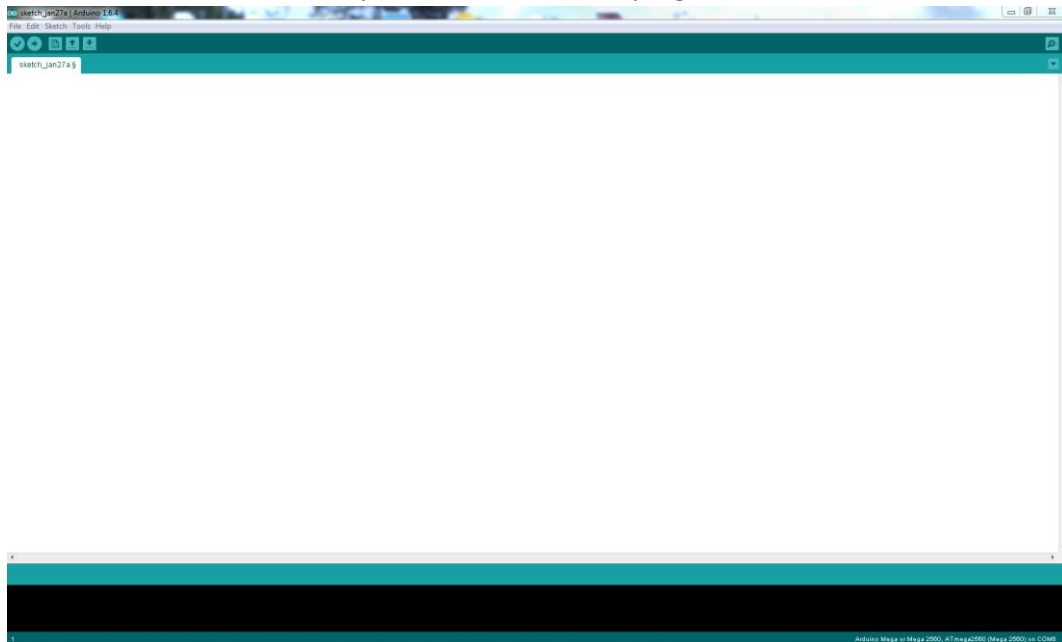 sketch_jan27a | Arduino 1.6.4
File Edit Sketch Tools Help
sketch_jan27a §
1
Arduino Mega or Mega 2560, ATmega2560 (Mega 2560) on COM8